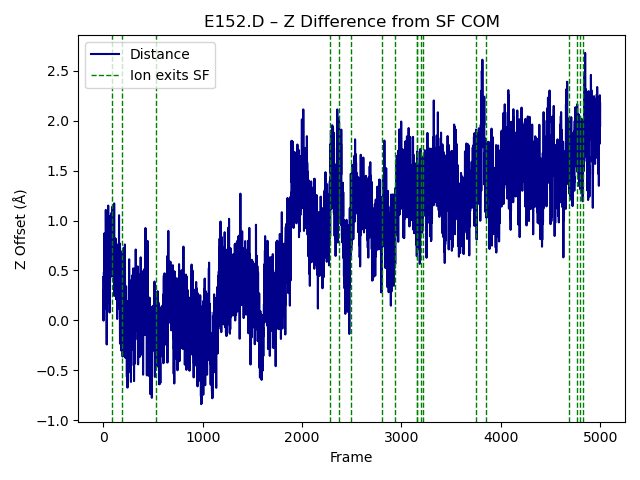 E152.D – Z Difference from SF COM
Distance
Ion exits SF
Z Offset (Å)
2.5
2.0
1.5
1.0
0.5
0.0
−0.5
−1.0
0 1000 2000 3000 4000 5000
Frame